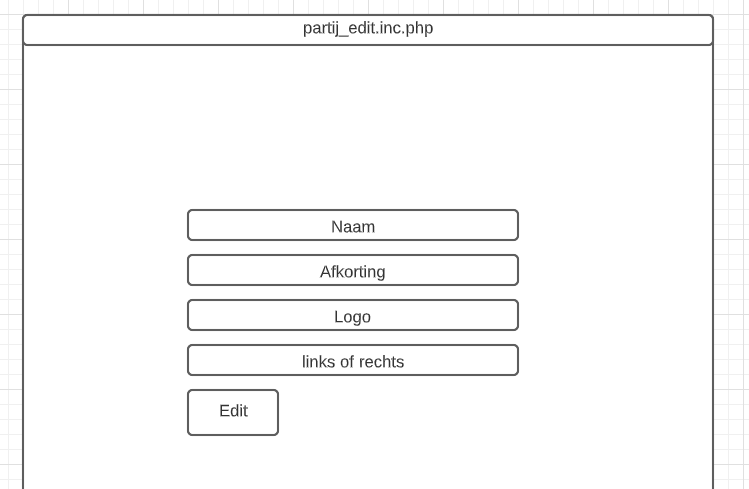 partij_edit.inc.php
Naam
Afkorting
Logo
links of rechts
Edit